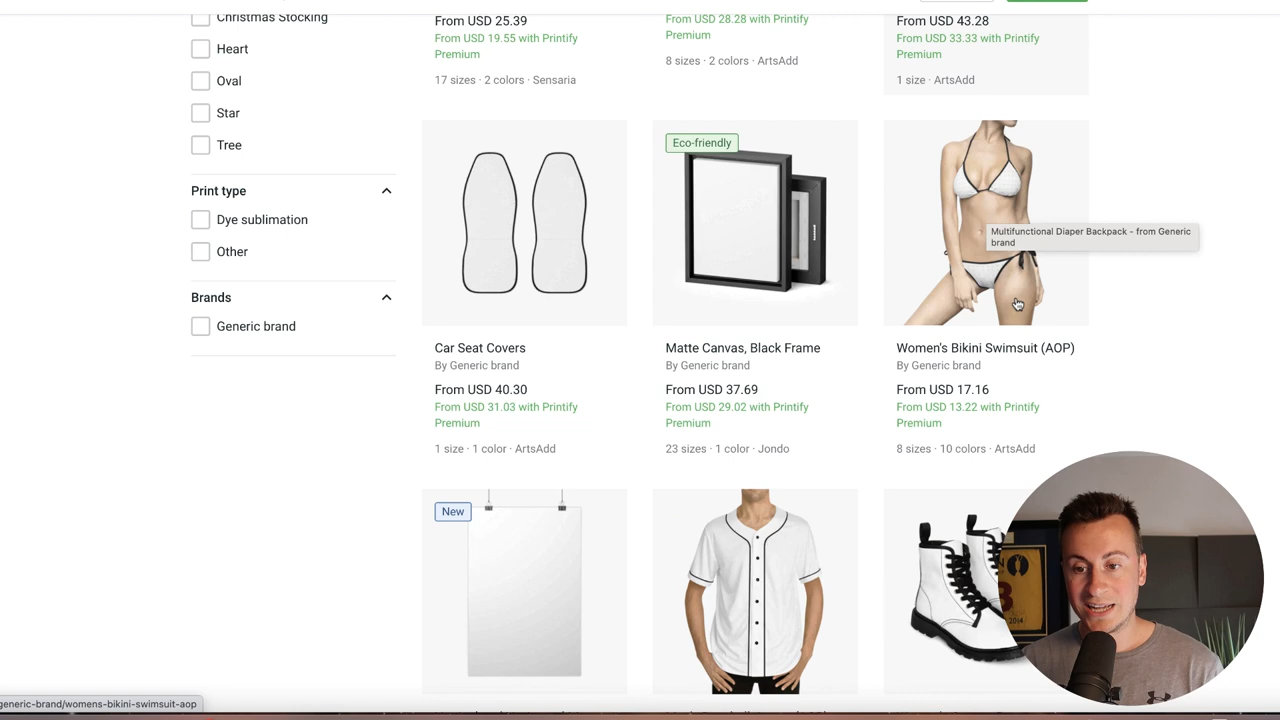 Christmas Stocking
Heart
Oval
Star
Tree
Print type
Dye sublimation
Other
Brands
Generic brand
From USD 25.39
From USD 19.55 with Printify
Premium
17 sizes · 2 colors · Sensaria
From USD 28.28 with Printify
Premium
8 sizes · 2 colors · ArtsAdd
From USD 43.28
From USD 33.33 with Printify
Premium
1 size · ArtsAdd
Eco-friendly
Multifunctional Diaper Backpack - from Generic
brand
Car Seat Covers
By Generic brand
From USD 40.30
From USD 31.03 with Printify
Premium
1 size · 1 color · ArtsAdd
Matte Canvas, Black Frame
By Generic brand
From USD 37.69
From USD 29.02 with Printify
Premium
23 sizes · 1 color · Jondo
Women's Bikini Swimsuit (AOP)
By Generic brand
From USD 17.16
From USD 13.22 with Printify
Premium
8 sizes · 10 colors · ArtsAdd
New
2014
generic-brand/womens-bikini-swimsuit-aop